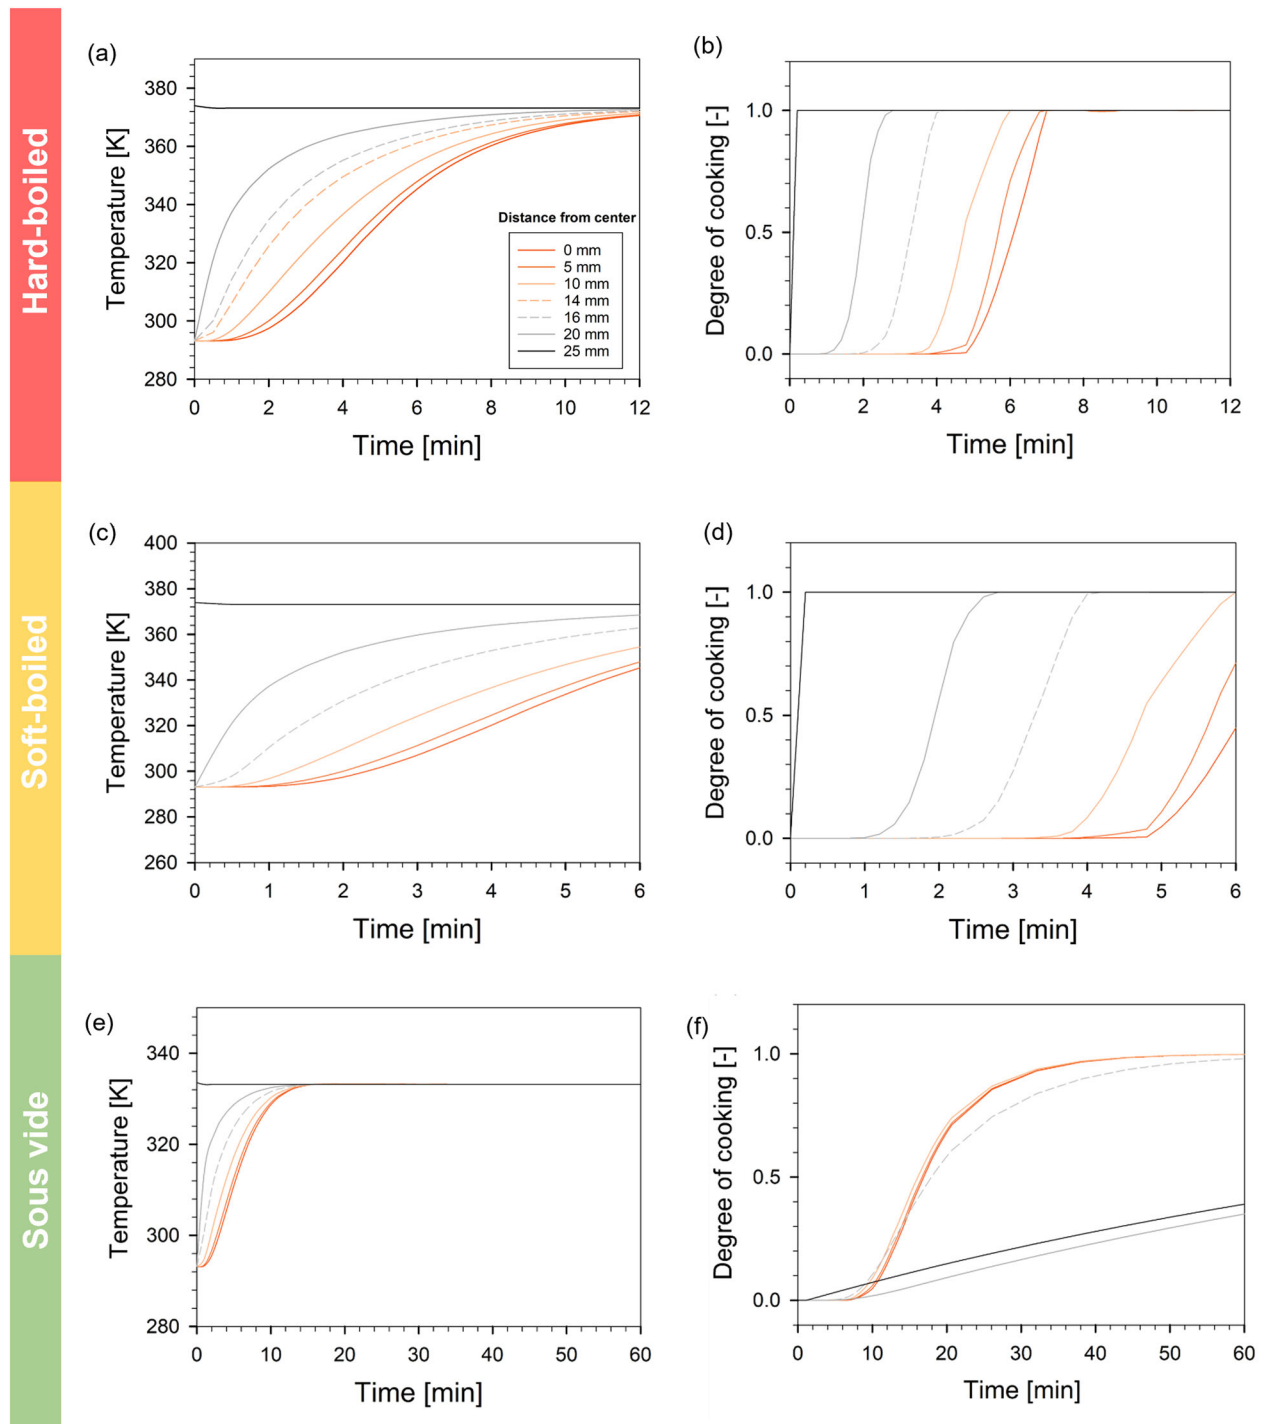 Hard-boiled
(a)
Temperature [K]
380
360
340
320
300
280
0 2 4 6 8 10 12
Time [min]
Distance from center
0 mm
5 mm
10 mm
14 mm
16 mm
20 mm
25 mm
(b)
Degree of cooking [-]
1.0
0.5
0.0
0 2 4 6 8 10 12
Time [min]
Soft-boiled
(c)
Temperature [K]
400
380
360
340
320
300
280
260
0 1 2 3 4 5 6
Time [min]
(d)
Degree of cooking [-]
1.0
0.5
0.0
0 1 2 3 4 5 6
Time [min]
Sous vide
(e)
Temperature [K]
340
320
300
280
0 10 20 30 40 50 60
Time [min]
(f)
Degree of cooking [-]
1.0
0.5
0.0
0 10 20 30 40 50 60
Time [min]